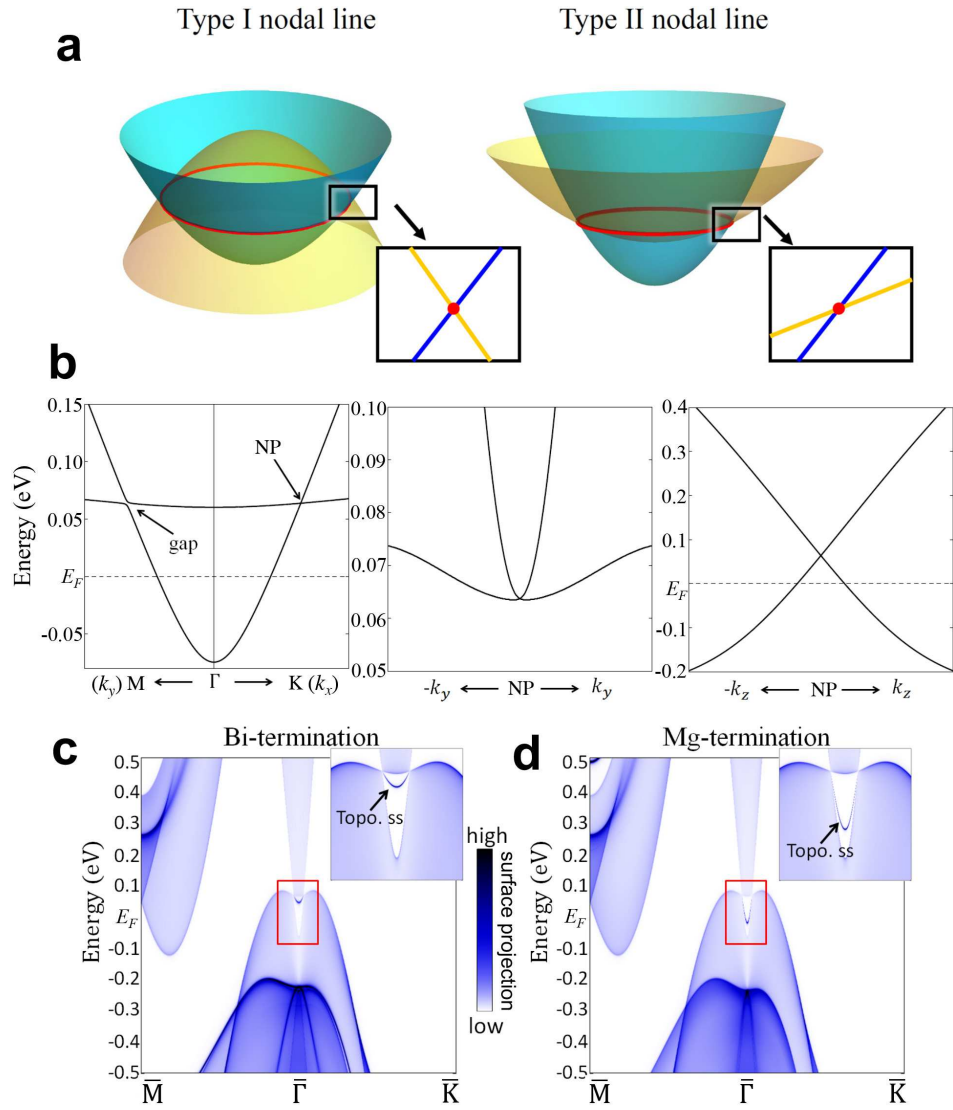 Type I nodal line
Type II nodal line
a
b
0.15
0.10
0.05
E_F
-0.05
Energy (eV)
NP
gap
(k_y) M ← Γ → K (k_x)
0.10
0.09
0.08
0.07
0.06
0.05
-k_y ← NP → k_y
0.4
0.3
0.2
0.1
E_F
-0.1
-0.2
-k_z ← NP → k_z
c
Bi-termination
0.5
0.4
0.3
0.2
0.1
E_F
-0.1
-0.2
-0.3
-0.4
-0.5
Energy (eV)
Topo. ss
M̅
Γ̅
K̅
high
surface projection
low
d
Mg-termination
0.5
0.4
0.3
0.2
0.1
E_F
-0.1
-0.2
-0.3
-0.4
-0.5
Energy (eV)
Topo. ss
M̅
Γ̅
K̅